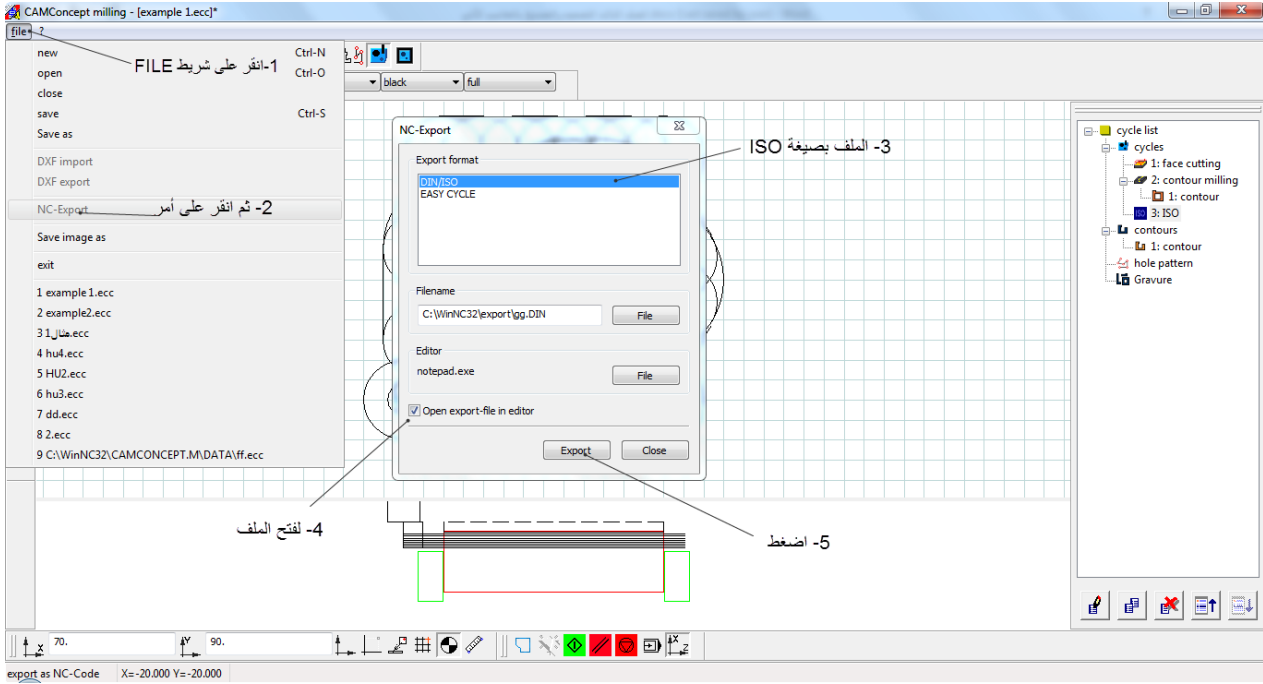 CAMConcept milling - [example 1.ecc]*
file ?
new Ctrl-N
open Ctrl-O
close
save Ctrl-S
Save as
DXF import
DXF export
NC-Export
Save image as
exit
1 example 1.ecc
2 example2.ecc
3 مثال1.ecc
4 hu4.ecc
5 HU2.ecc
6 hu3.ecc
7 dd.ecc
8 2.ecc
9 C:\WinNC32\CAMCONCEPT.M\DATA\ff.ecc
1-انقر على شريط FILE
2- ثم انقر على أمر
black full
NC-Export
Export format
DIN/ISO
EASY CYCLE
Filename
C:\WinNC32\export\gg.DIN File
Editor
notepad.exe File
Open export-file in editor
Export Close
3- الملف بصيغة ISO
4- لفتح الملف
5- اضغط
cycle list
cycles
1: face cutting
2: contour milling
1: contour
ISO 3: ISO
contours
1: contour
hole pattern
Gravure
X 70. Y 90. X Z
export as NC-Code X=-20.000 Y=-20.000